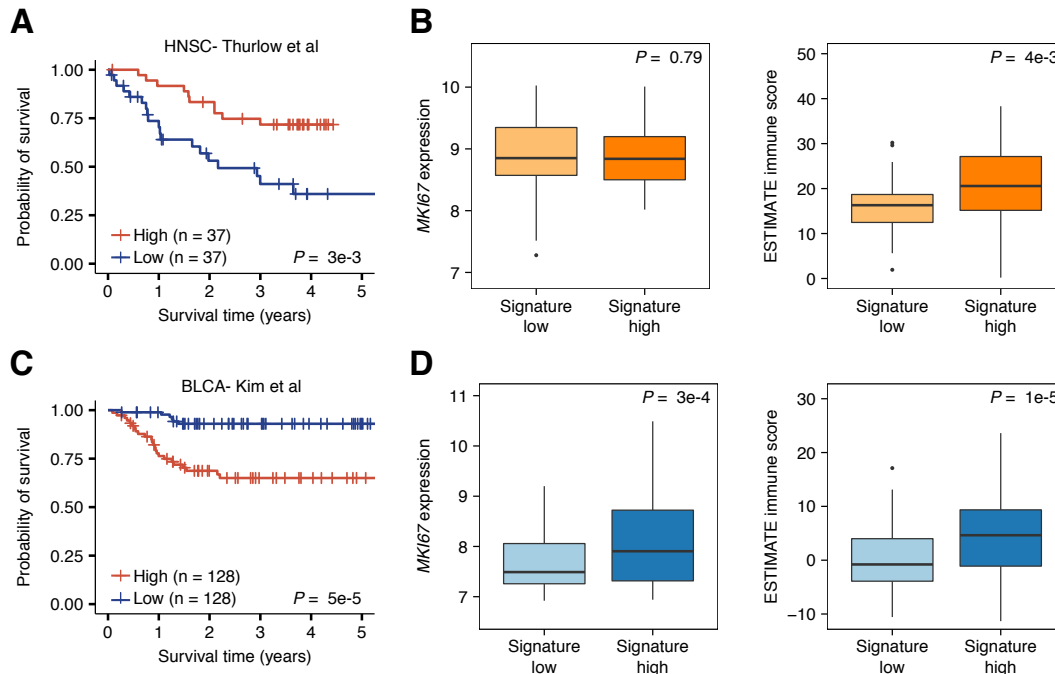 A
HNSC- Thurlow et al
Probability of survival
1.00
0.75
0.50
0.25
0.00
High (n = 37)
Low (n = 37)
P = 3e-3
0 1 2 3 4 5
Survival time (years)
B
MKI67 expression
10
9
8
7
P = 0.79
Signature low
Signature high
ESTIMATE immune score
50
40
30
20
10
0
P = 4e-3
Signature low
Signature high
C
BLCA- Kim et al
Probability of survival
1.00
0.75
0.50
0.25
0.00
High (n = 128)
Low (n = 128)
P = 5e-5
0 1 2 3 4 5
Survival time (years)
D
MKI67 expression
11
10
9
8
7
P = 3e-4
Signature low
Signature high
ESTIMATE immune score
30
20
10
0
−10
P = 1e-5
Signature low
Signature high